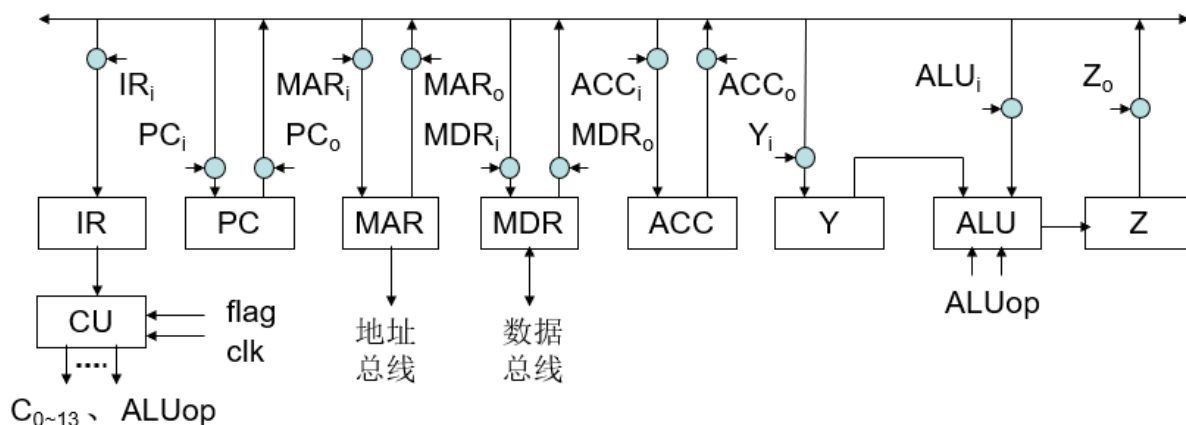 IRᵢ
MARᵢ
MARₒ
ACCᵢ
ACCₒ
ALUᵢ
Zₒ
PCᵢ
PCₒ
MDRᵢ
MDRₒ
Yᵢ
IR
PC
MAR
MDR
ACC
Y
ALU
Z
CU
flag
clk
地址
总线
数据
总线
ALUop
....
C₀~₁₃、 ALUop